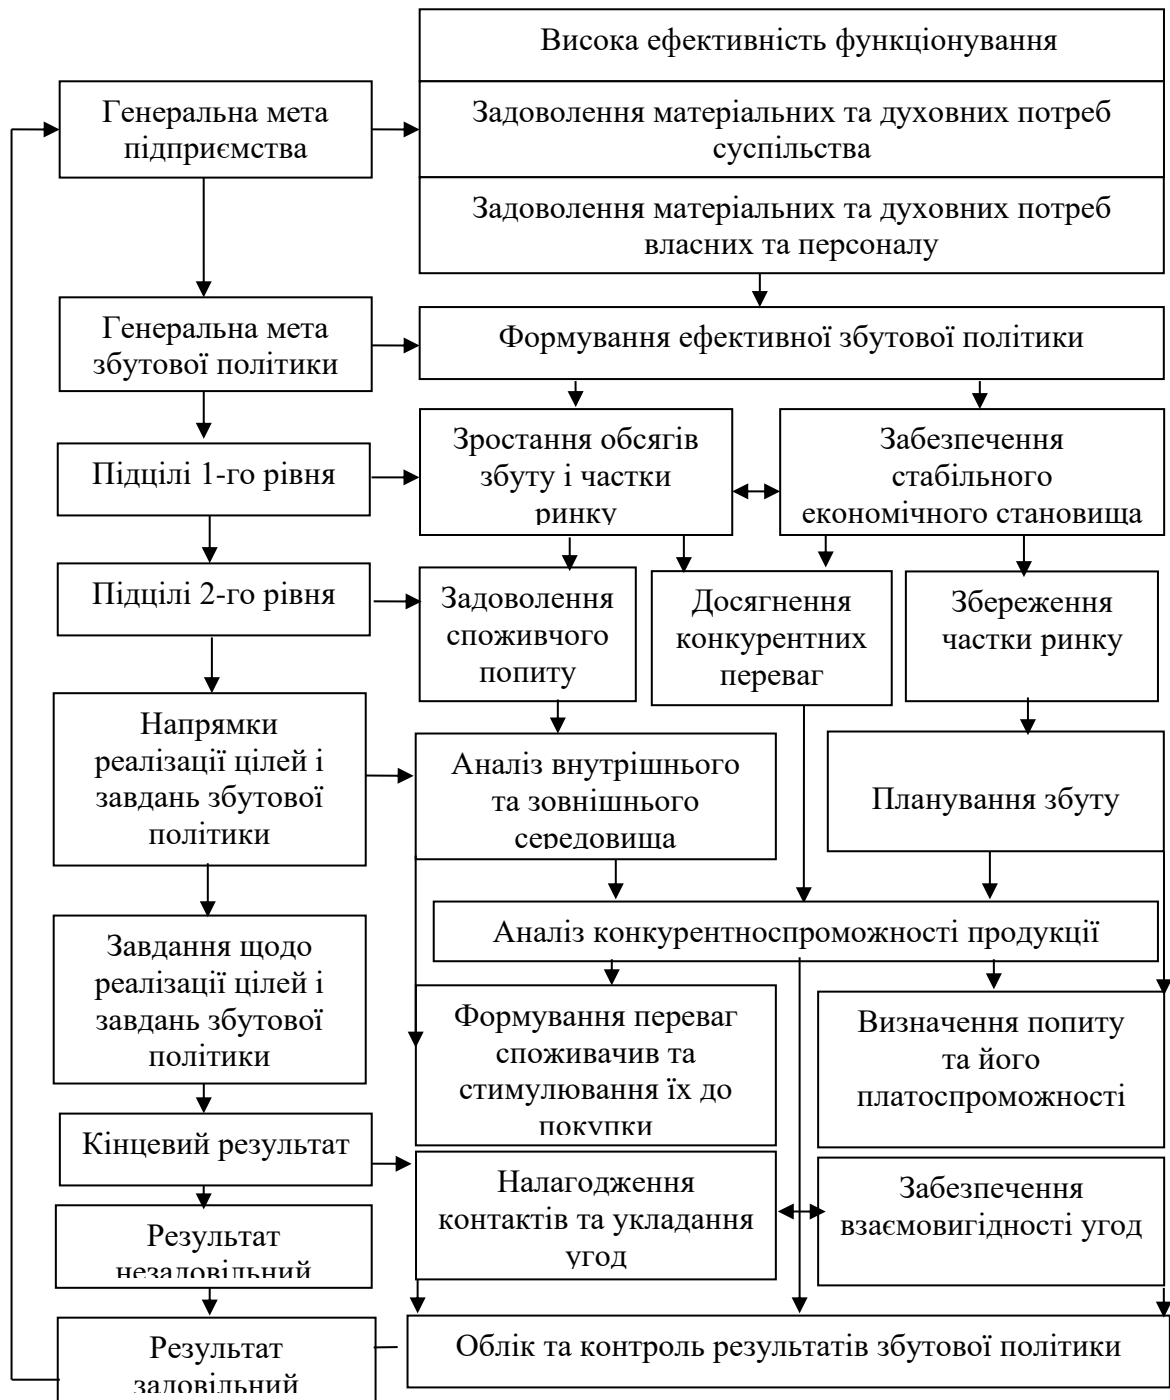 Висока ефективність функціонування
Генеральна мета
підприємства
Задоволення матеріальних та духовних потреб
суспільства
Задоволення матеріальних та духовних потреб
власних та персоналу
Генеральна мета
збутової політики
Формування ефективної збутової політики
Підцілі 1-го рівня
Зростання обсягів
збуту і частки
ринку
Забезпечення
стабільного
економічного становища
Підцілі 2-го рівня
Задоволення
споживчого
попиту
Досягнення
конкурентних
переваг
Збереження
частки ринку
Напрямки
реалізації цілей і
завдань збутової
політики
Аналіз внутрішнього
та зовнішнього
середовища
Планування збуту
Аналіз конкурентноспроможності продукції
Завдання щодо
реалізації цілей і
завдань збутової
політики
Формування переваг
споживачив та
стимулювання їх до
покупки
Визначення попиту
та його
платоспроможності
Кінцевий результат
Налагодження
контактів та укладання
угод
Забезпечення
взаємовигідності угод
Результат
незадовільний
Результат
задовільний
Облік та контроль результатів збутової політики